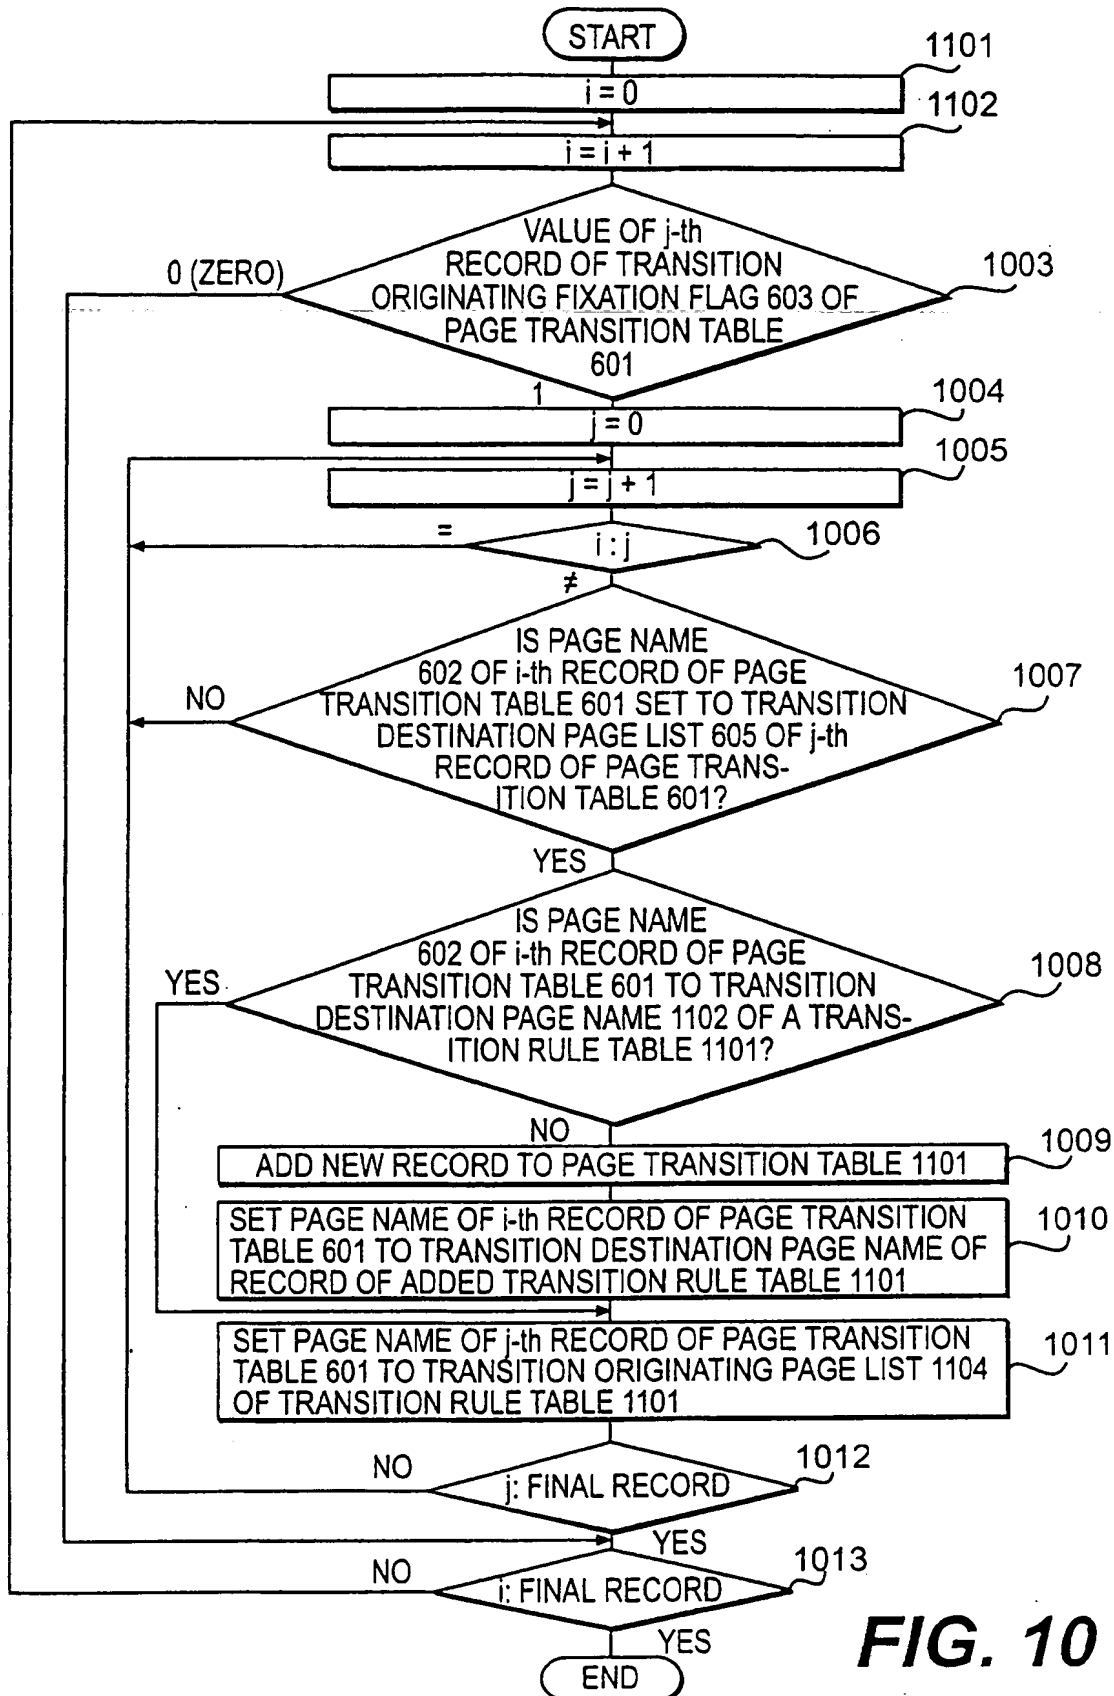 START
1101
i = 0
1102
i = i + 1
VALUE OF j-th
RECORD OF TRANSITION
ORIGINATING FIXATION FLAG 603 OF
PAGE TRANSITION TABLE
601
0 (ZERO)
1003
1
1004
j = 0
1005
j = j + 1
=
i : j
1006
≠
IS PAGE NAME
602 OF i-th RECORD OF PAGE
TRANSITION TABLE 601 SET TO TRANSITION
DESTINATION PAGE LIST 605 OF j-th
RECORD OF PAGE TRANS-
ITION TABLE 601?
NO
1007
YES
IS PAGE NAME
602 OF i-th RECORD OF PAGE
TRANSITION TABLE 601 TO TRANSITION
DESTINATION PAGE NAME 1102 OF A TRANS-
ITION RULE TABLE 1101?
YES
1008
NO
1009
ADD NEW RECORD TO PAGE TRANSITION TABLE 1101
SET PAGE NAME OF i-th RECORD OF PAGE TRANSITION
TABLE 601 TO TRANSITION DESTINATION PAGE NAME OF
RECORD OF ADDED TRANSITION RULE TABLE 1101
1010
SET PAGE NAME OF j-th RECORD OF PAGE TRANSITION
TABLE 601 TO TRANSITION ORIGINATING PAGE LIST 1104
OF TRANSITION RULE TABLE 1101
1011
NO
j: FINAL RECORD
1012
YES
NO
i: FINAL RECORD
1013
YES
END
FIG. 10